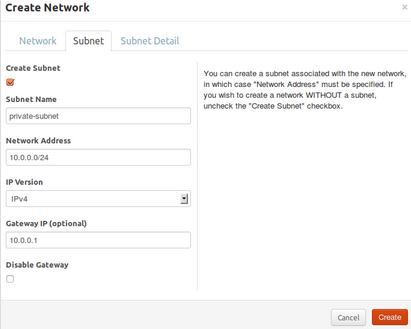 Create Network
×
Network
Subnet
Subnet Detail
Create Subnet
Subnet Name
private-subnet
Network Address
10.0.0.0/24
IP Version
IPv4
Gateway IP (optional)
10.0.0.1
Disable Gateway
You can create a subnet associated with the new network,
in which case "Network Address" must be specified. If
you wish to create a network WITHOUT a subnet,
uncheck the "Create Subnet" checkbox.
Cancel
Create